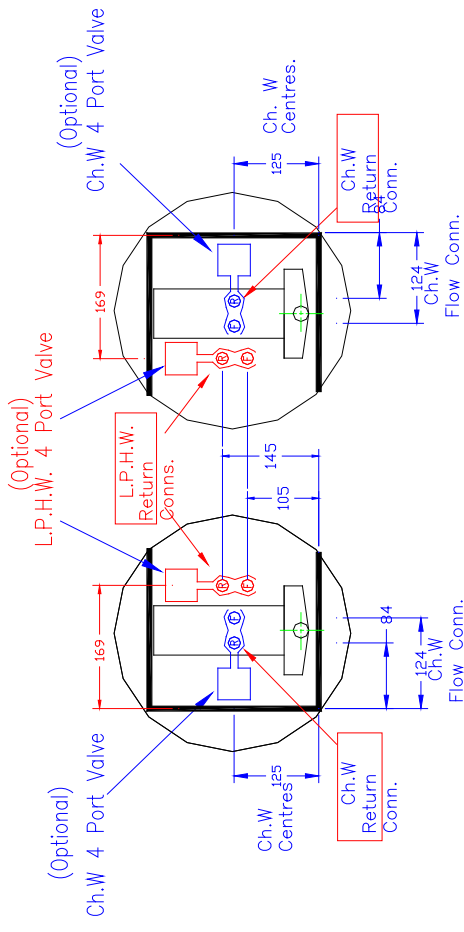 (Optional)
Ch.W 4 Port Valve
(Optional)
L.P.H.W. 4 Port Valve
(Optional)
Ch.W 4 Port Valve
169
169
L.P.H.W.
Return
Conns.
R
F
R
F
R
F
R
F
145
105
125
Ch.W
Centres
125
Ch. W
Centres.
Ch.W
Return
Conn.
84
124
Ch.W
Flow Conn.
Ch.W
Return
Conn.
84
124
Ch.W
Flow Conn.